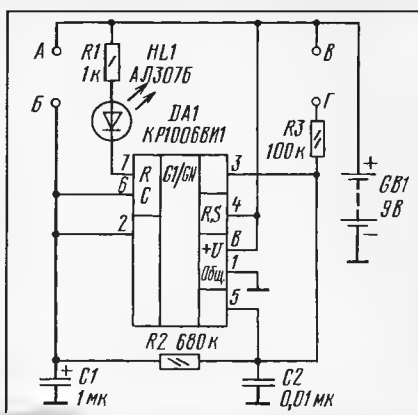 А
R1
1к
HL1
АЛ307Б
В
Б
Г
DA1
КР1006ВИ1
R3
100к
7
R
G1/GN
3
6
C
RS
4
+U
8
2
Общ.
1
5
+
GB1
9В
−
R2 680к
+
C1
1мк
C2
0,01мк